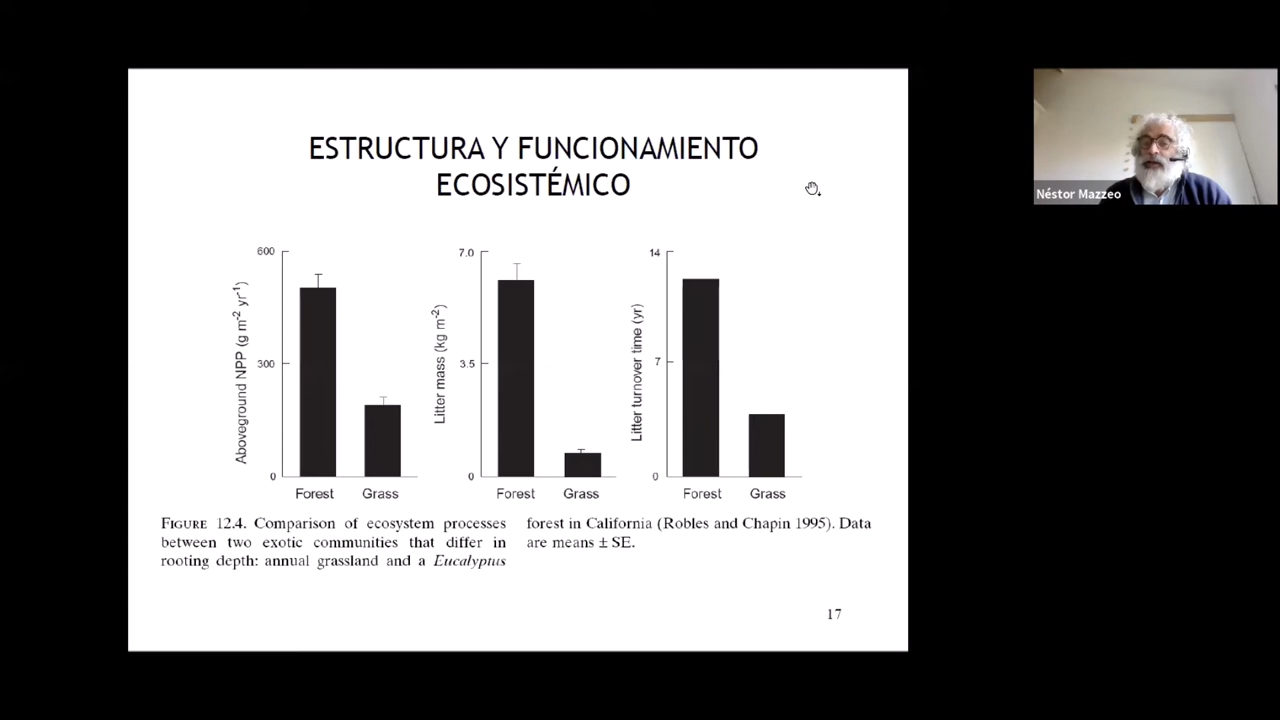 ESTRUCTURA Y FUNCIONAMIENTO
ECOSISTÉMICO
Néstor Mazzeo
Aboveground NPP (g m-2 yr-1)
600
300
0
Forest Grass
Litter mass (kg m-2)
7.0
3.5
0
Forest Grass
Litter turnover time (yr)
14
7
0
Forest Grass
FIGURE 12.4. Comparison of ecosystem processes
between two exotic communities that differ in
rooting depth: annual grassland and a Eucalyptus
forest in California (Robles and Chapin 1995). Data
are means ± SE.
17